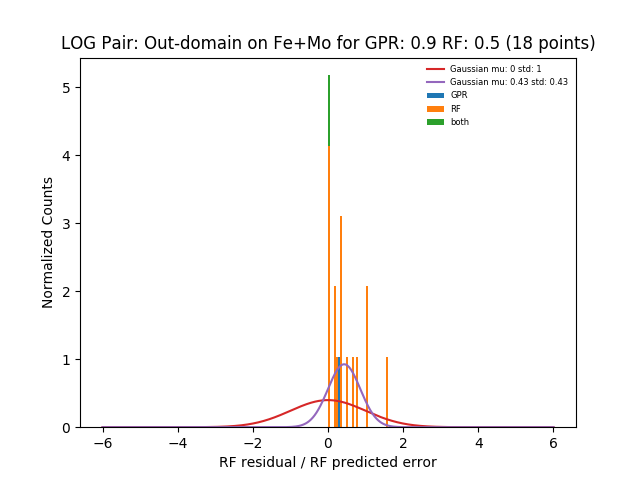 LOG Pair: Out-domain on Fe+Mo for GPR: 0.9 RF: 0.5 (18 points)
Gaussian mu: 0 std: 1
Gaussian mu: 0.43 std: 0.43
GPR
RF
both
Normalized Counts
5
4
3
2
1
0
−6
−4
−2
0
2
4
6
RF residual / RF predicted error